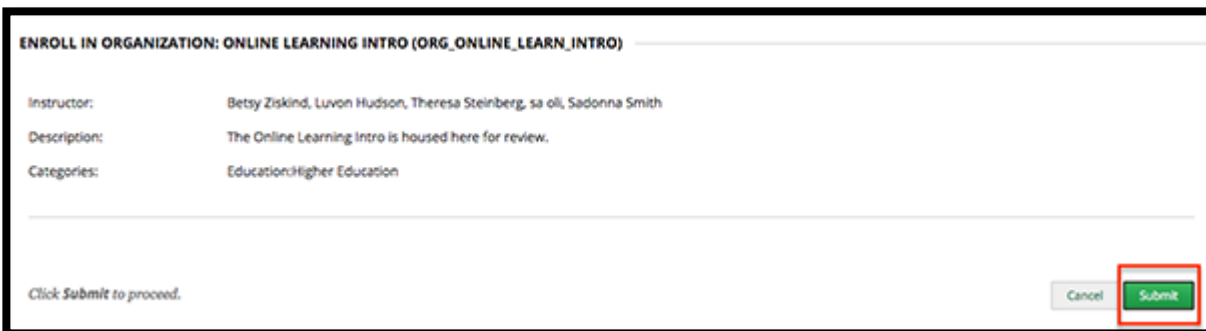 ENROLL IN ORGANIZATION: ONLINE LEARNING INTRO (ORG_ONLINE_LEARN_INTRO)
Instructor: Betsy Ziskind, Luvon Hudson, Theresa Steinberg, sa oli, Sadonna Smith
Description: The Online Learning Intro is housed here for review.
Categories: Education:Higher Education
Click Submit to proceed. Cancel Submit